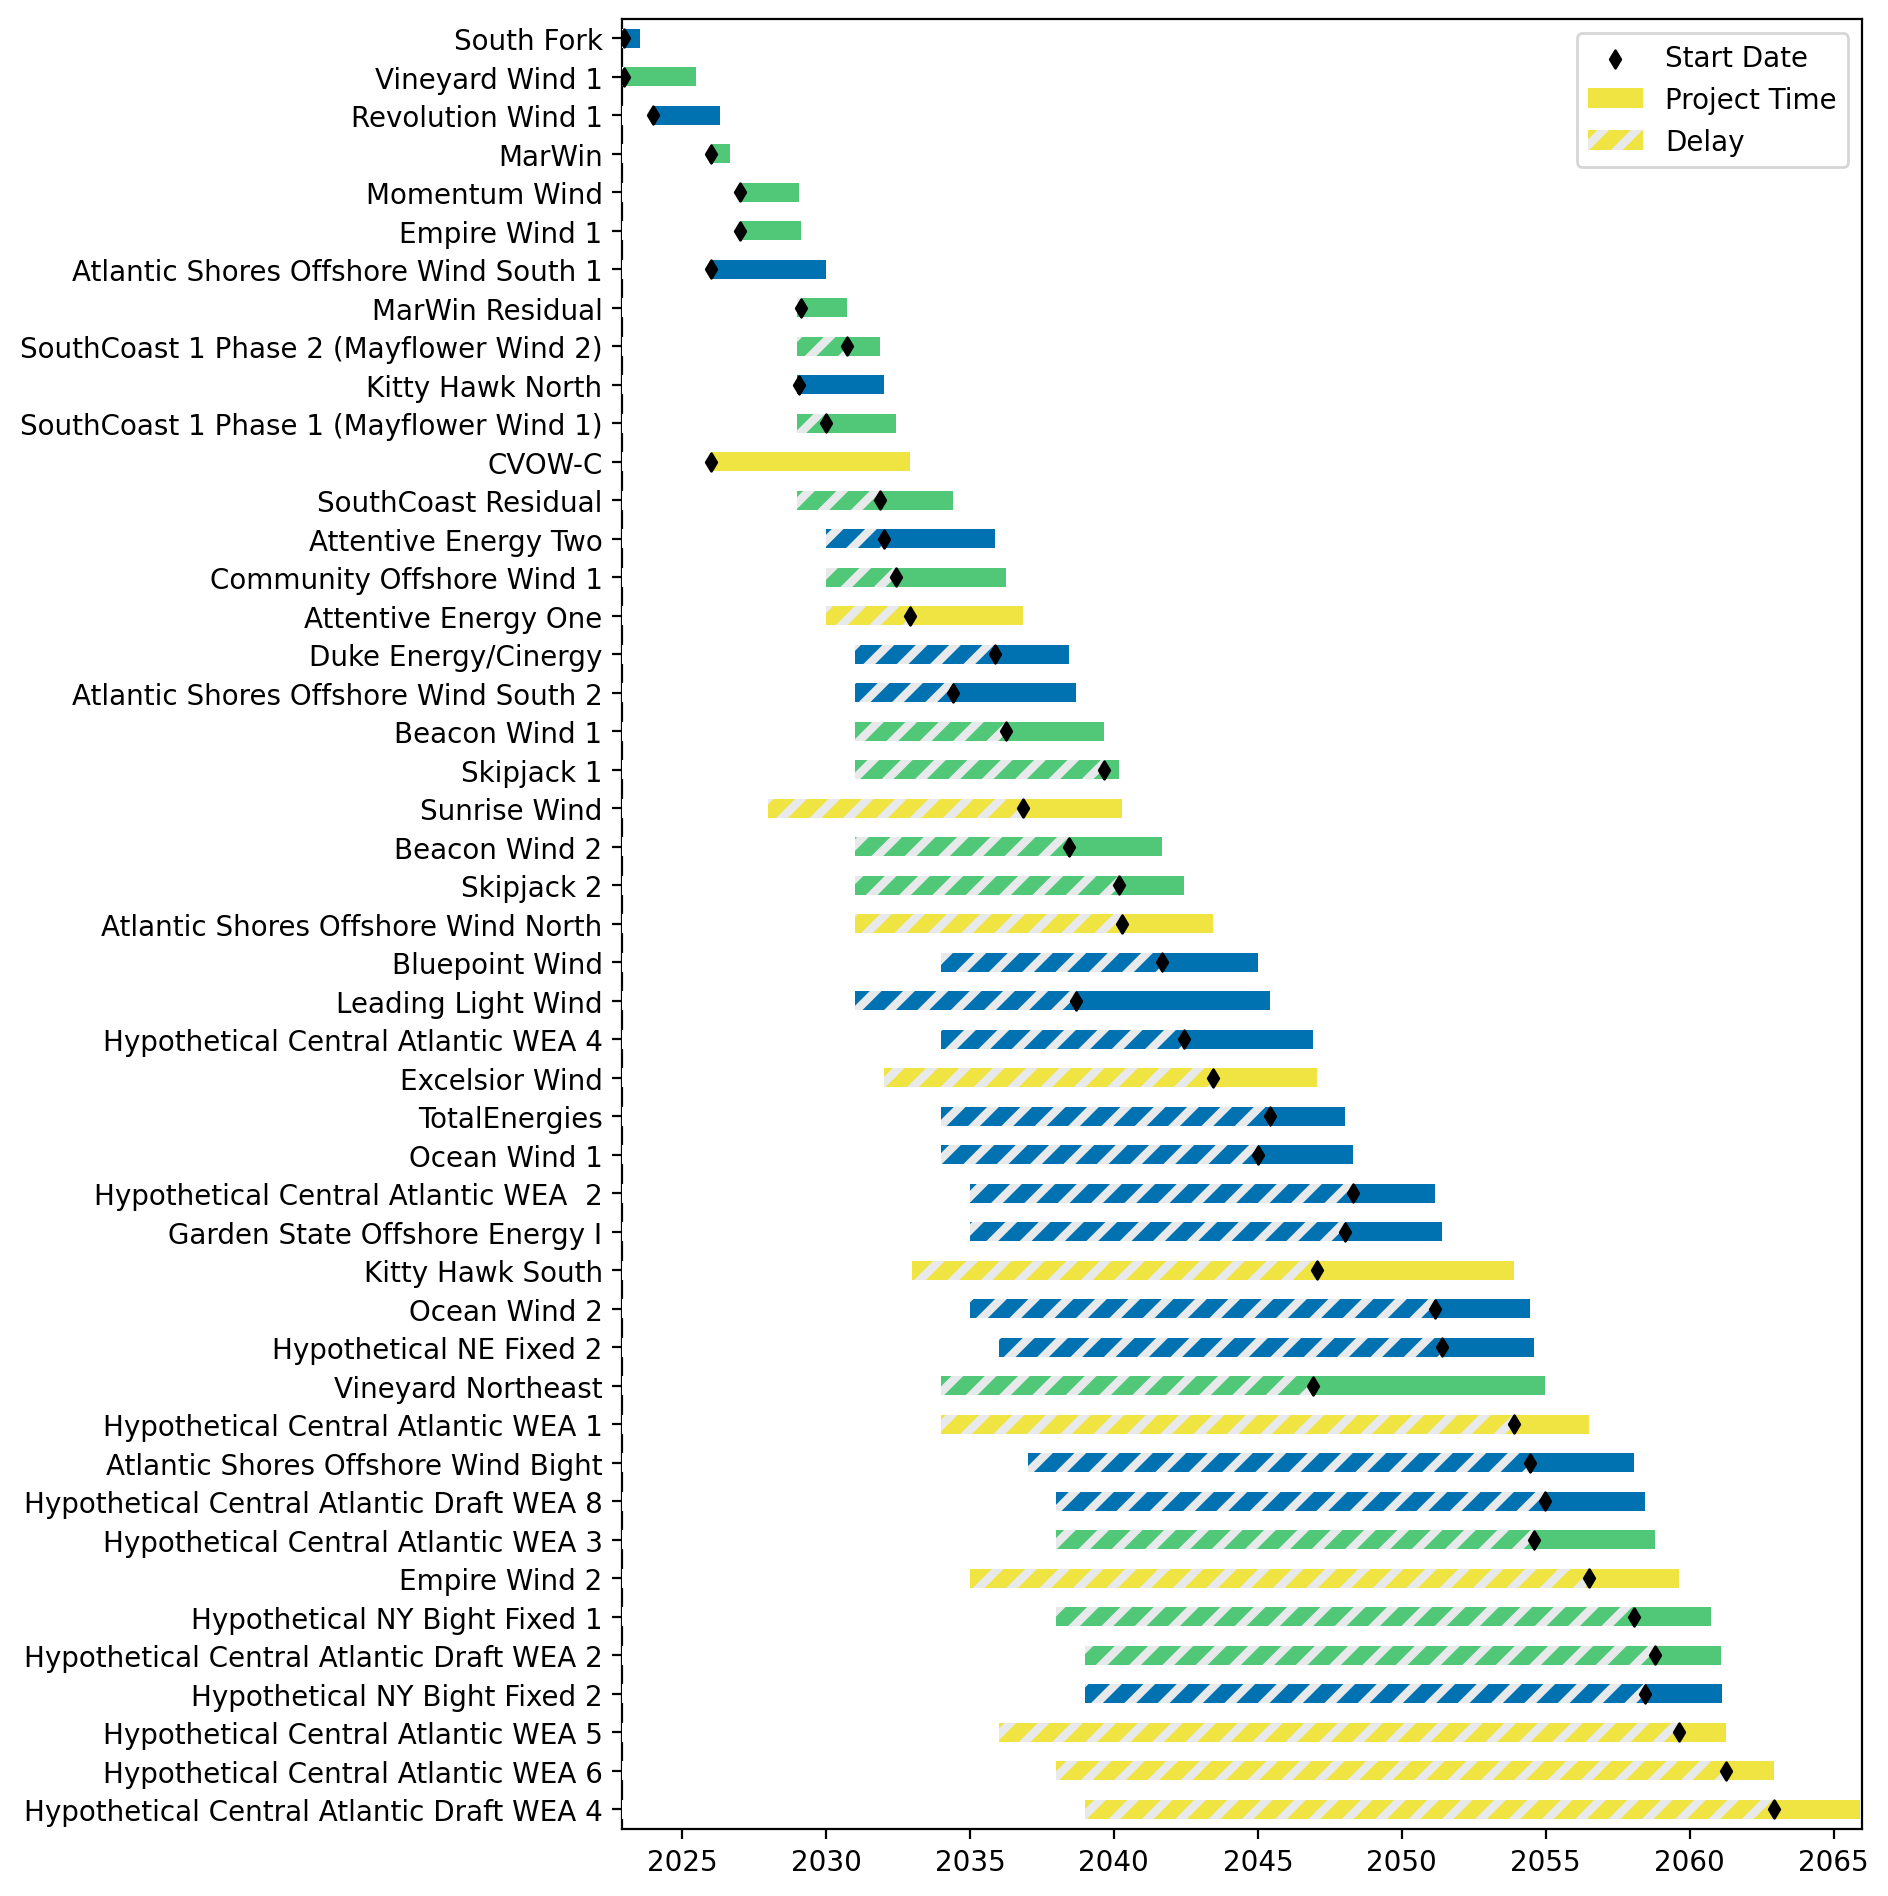 South Fork
Vineyard Wind 1
Revolution Wind 1
MarWin
Momentum Wind
Empire Wind 1
Atlantic Shores Offshore Wind South 1
MarWin Residual
SouthCoast 1 Phase 2 (Mayflower Wind 2)
Kitty Hawk North
SouthCoast 1 Phase 1 (Mayflower Wind 1)
CVOW-C
SouthCoast Residual
Attentive Energy Two
Community Offshore Wind 1
Attentive Energy One
Duke Energy/Cinergy
Atlantic Shores Offshore Wind South 2
Beacon Wind 1
Skipjack 1
Sunrise Wind
Beacon Wind 2
Skipjack 2
Atlantic Shores Offshore Wind North
Bluepoint Wind
Leading Light Wind
Hypothetical Central Atlantic WEA 4
Excelsior Wind
TotalEnergies
Ocean Wind 1
Hypothetical Central Atlantic WEA  2
Garden State Offshore Energy I
Kitty Hawk South
Ocean Wind 2
Hypothetical NE Fixed 2
Vineyard Northeast
Hypothetical Central Atlantic WEA 1
Atlantic Shores Offshore Wind Bight
Hypothetical Central Atlantic Draft WEA 8
Hypothetical Central Atlantic WEA 3
Empire Wind 2
Hypothetical NY Bight Fixed 1
Hypothetical Central Atlantic Draft WEA 2
Hypothetical NY Bight Fixed 2
Hypothetical Central Atlantic WEA 5
Hypothetical Central Atlantic WEA 6
Hypothetical Central Atlantic Draft WEA 4
Start Date
Project Time
Delay
2025 2030 2035 2040 2045 2050 2055 2060 2065